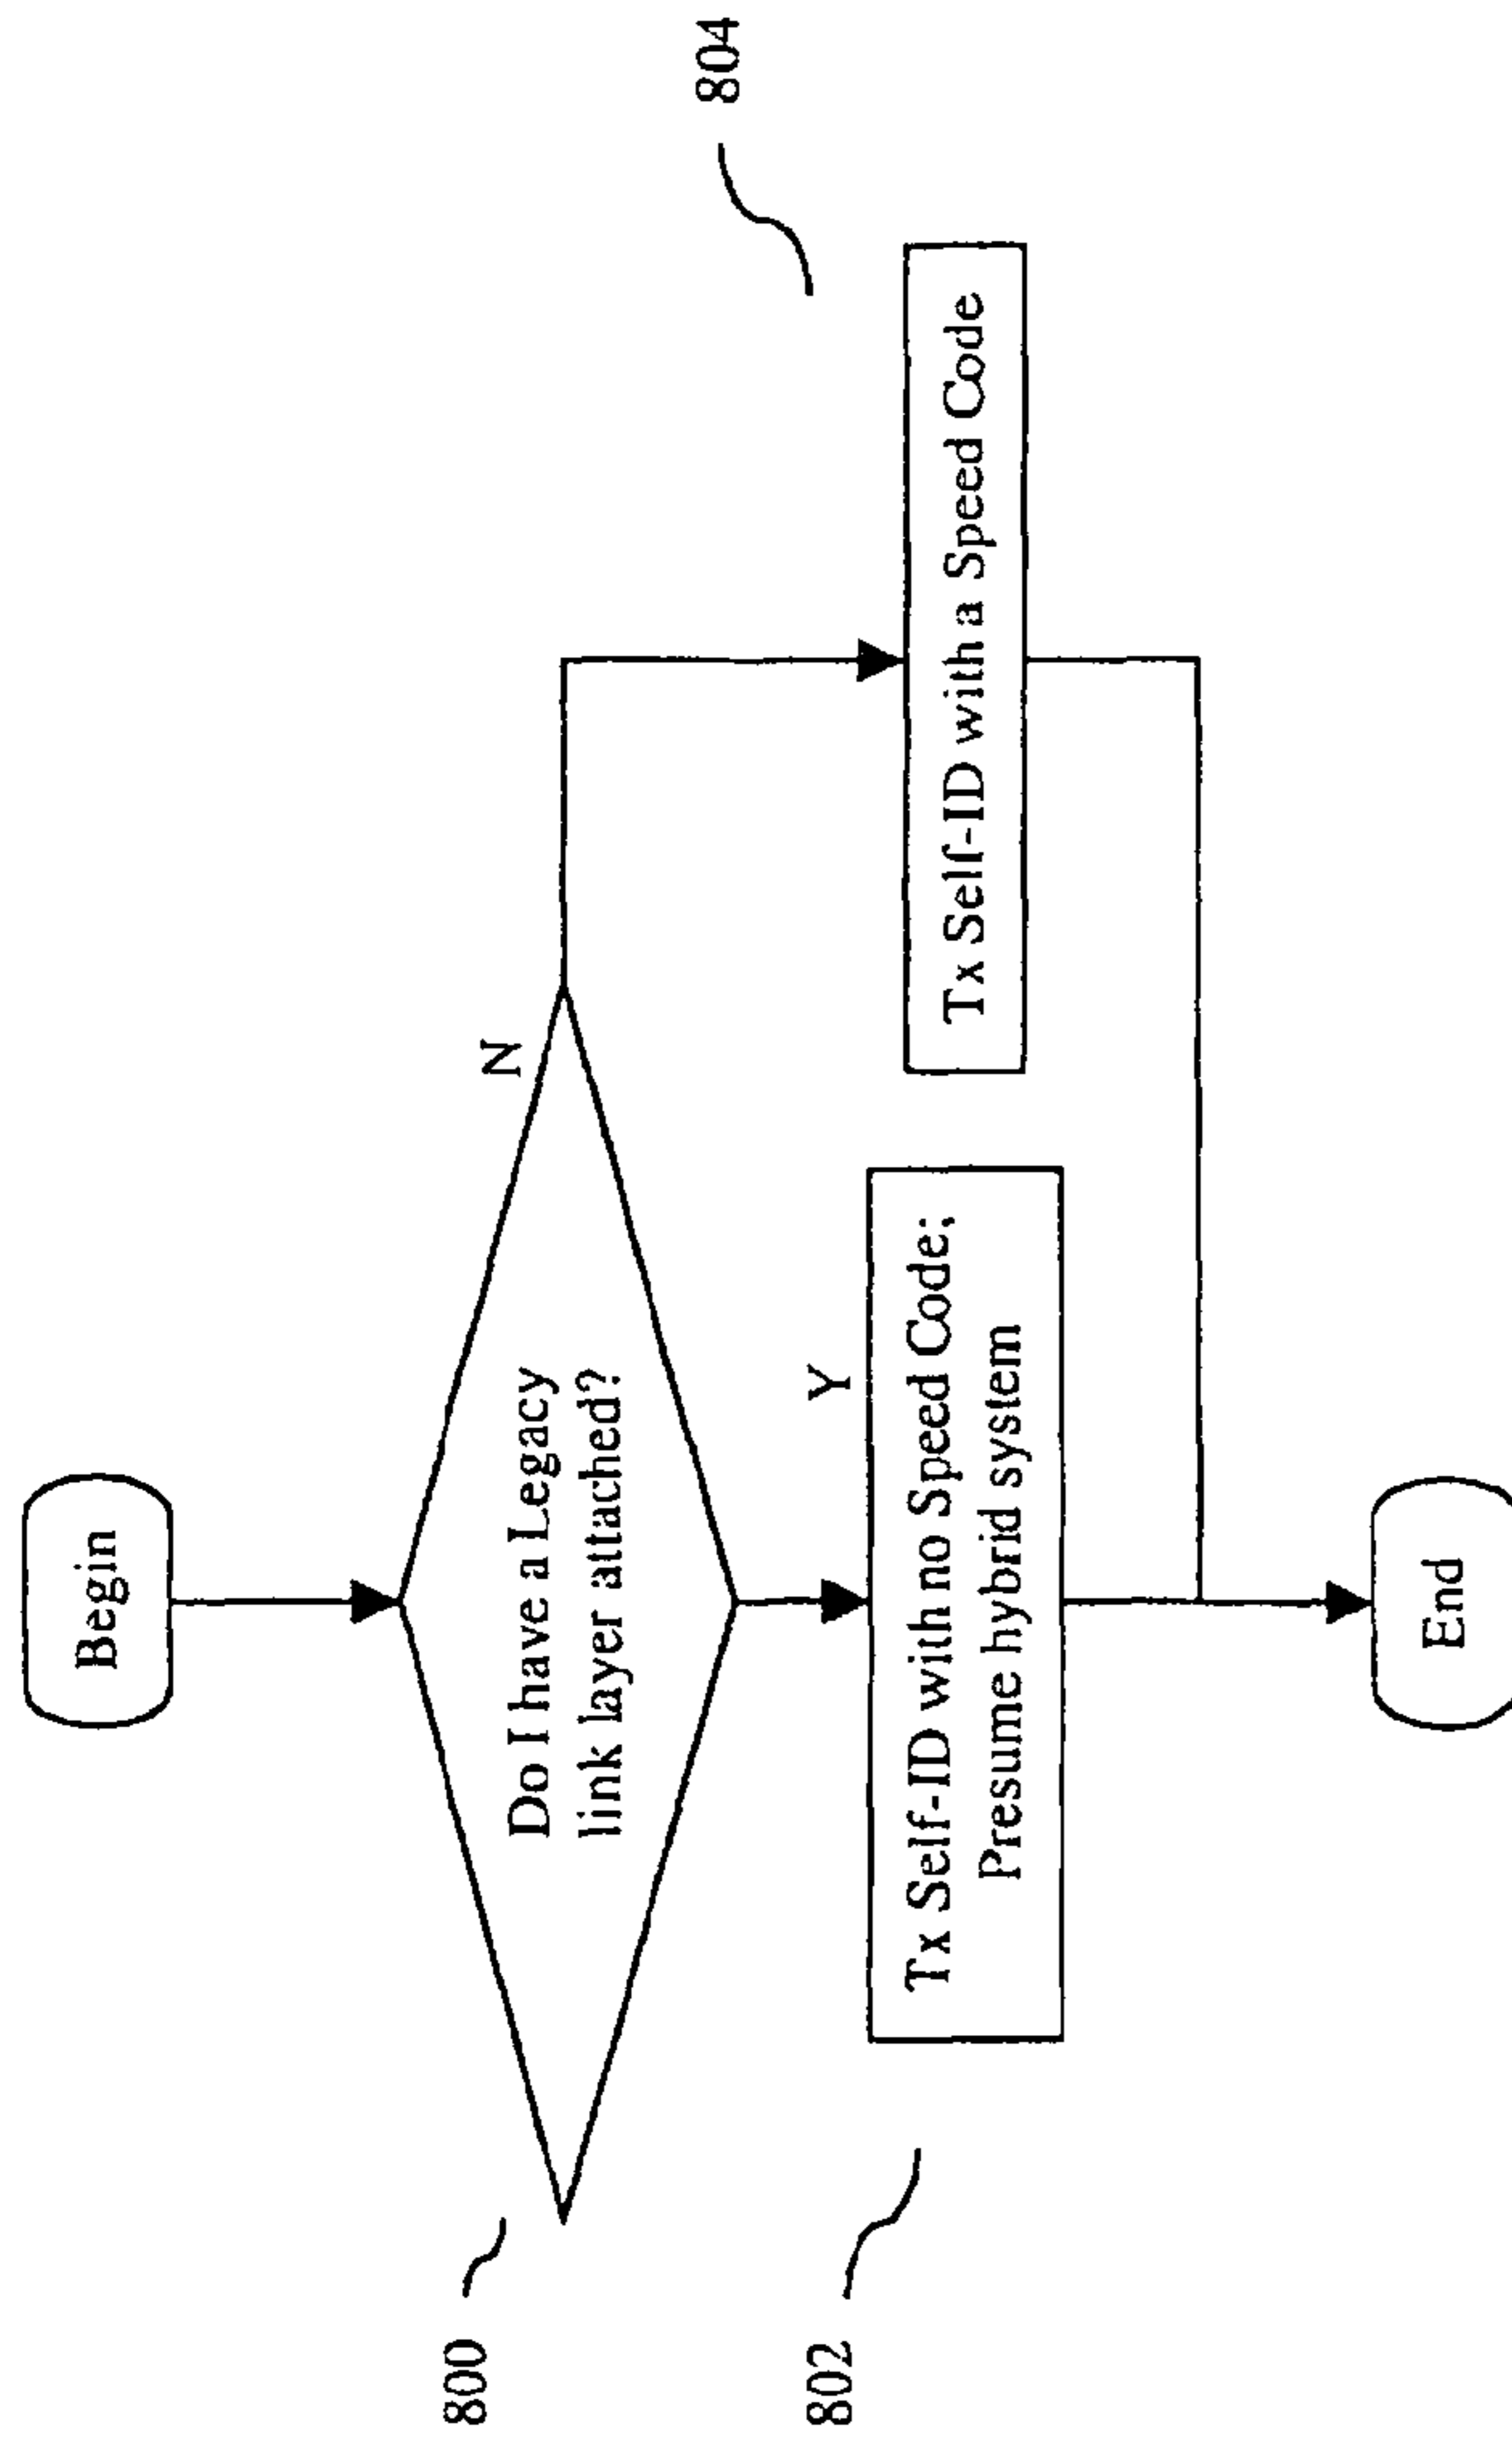 Begin
800
Do I have a Legacy
link layer attached?
N
804
802
Y
Tx Self-ID with no Speed Code;
Presume hybrid system
Tx Self-ID with a Speed Code
End